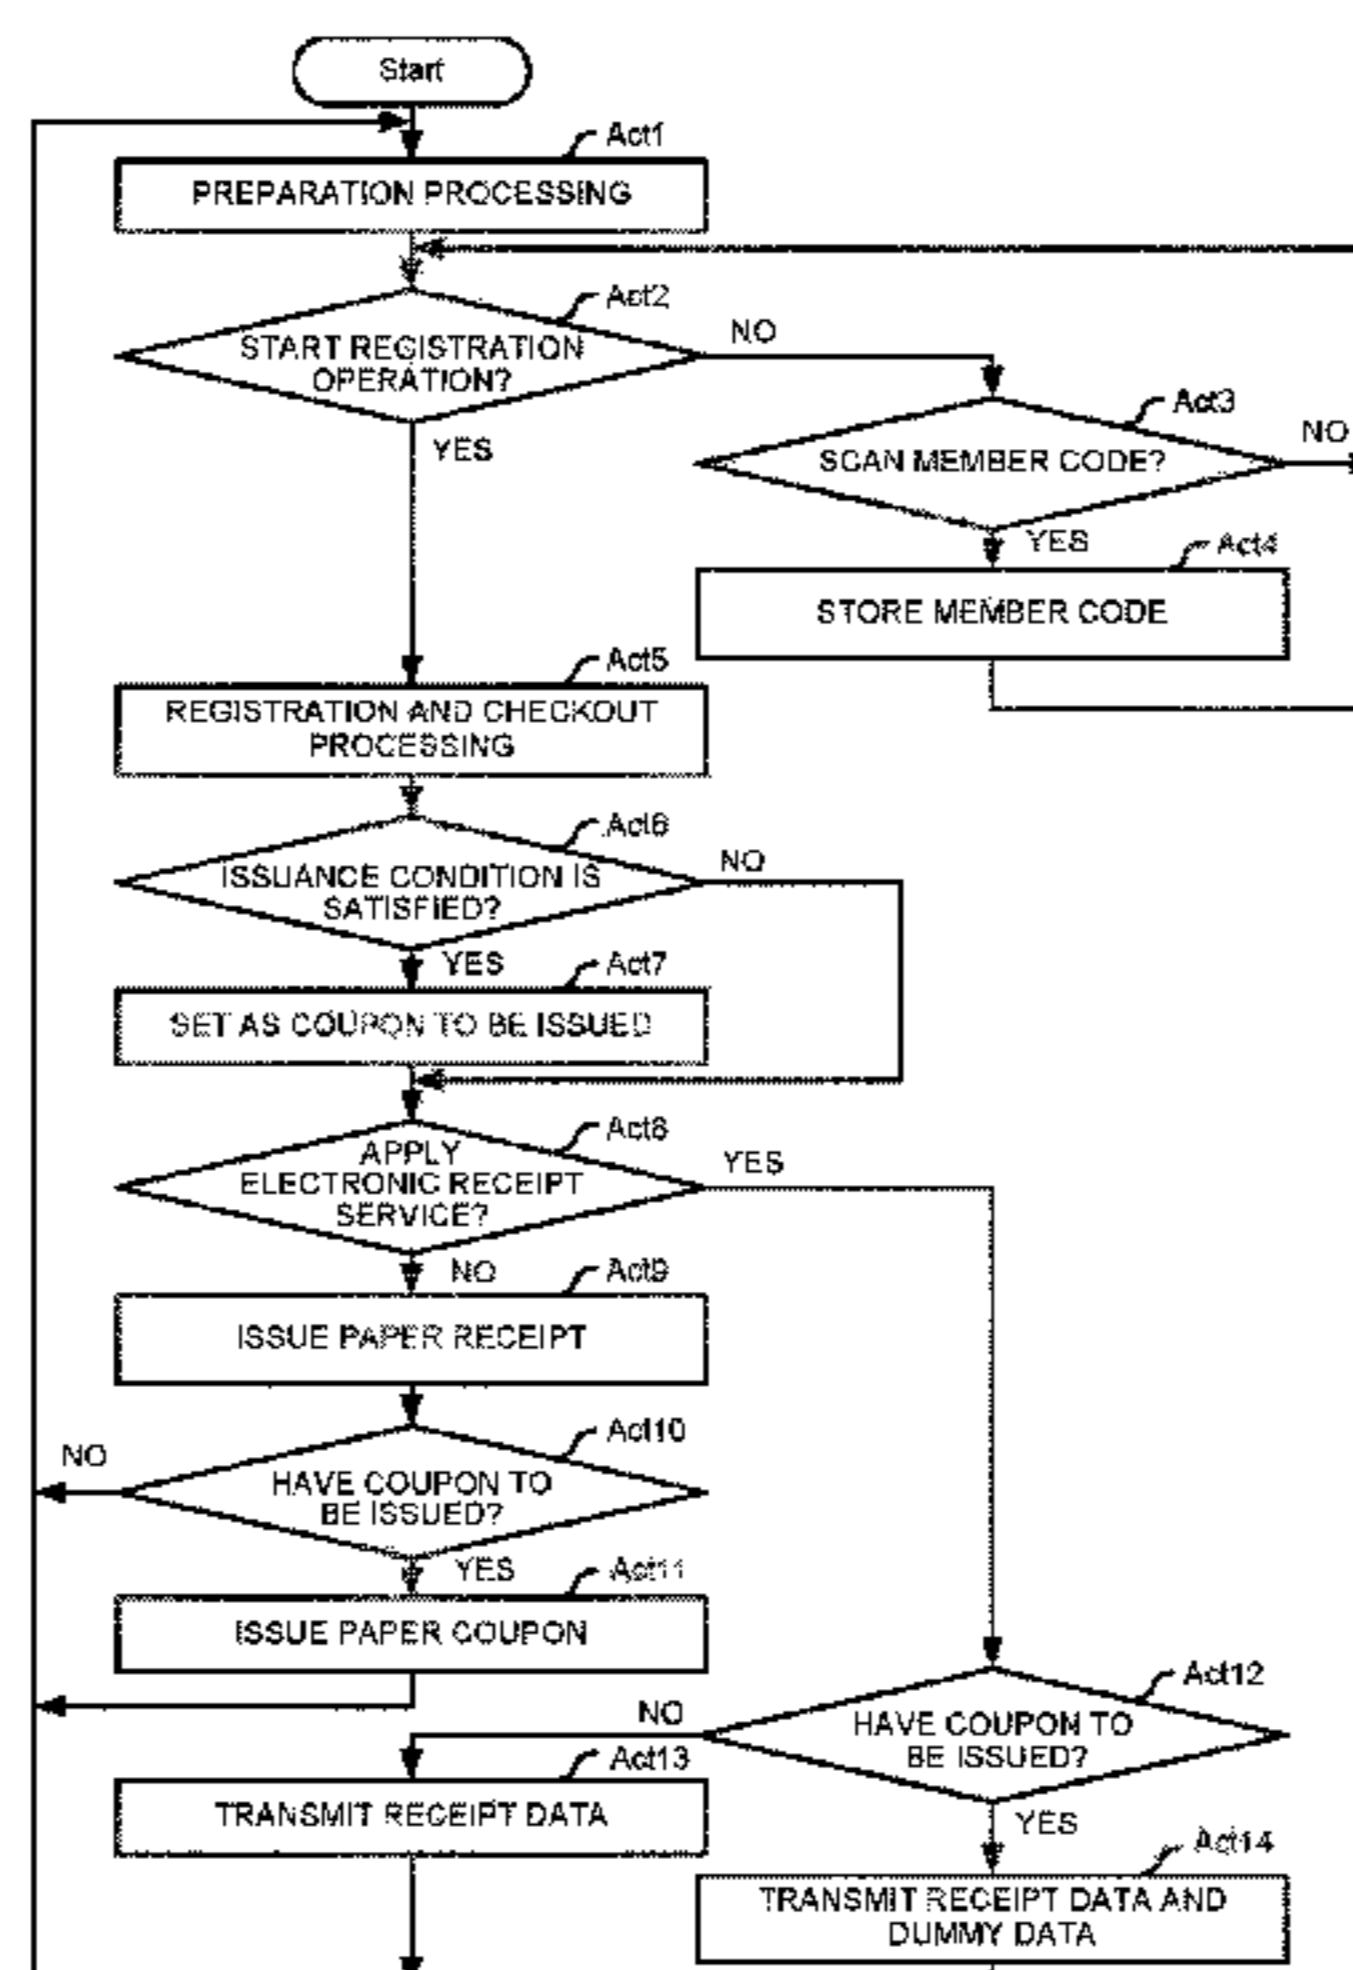 Start
Act1
PREPARATION PROCESSING
Act2
START REGISTRATION
OPERATION?
NO
YES
Act3
SCAN MEMBER CODE?
NO
YES
Act4
STORE MEMBER CODE
Act5
REGISTRATION AND CHECKOUT
PROCESSING
Act6
ISSUANCE CONDITION IS
SATISFIED?
NO
YES
Act7
SET AS COUPON TO BE ISSUED
Act8
APPLY
ELECTRONIC RECEIPT
SERVICE?
YES
NO
Act9
ISSUE PAPER RECEIPT
Act10
NO
HAVE COUPON TO
BE ISSUED?
YES
Act11
ISSUE PAPER COUPON
Act12
NO
HAVE COUPON TO
BE ISSUED?
Act13
TRANSMIT RECEIPT DATA
YES
Act14
TRANSMIT RECEIPT DATA AND
DUMMY DATA